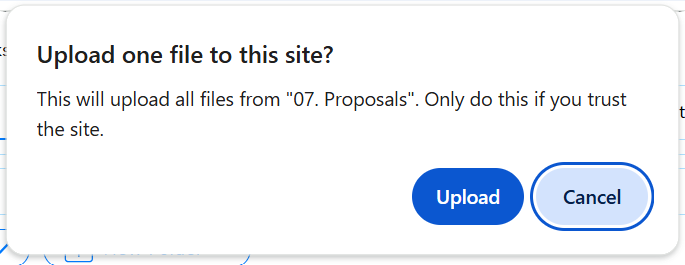 Upload one file to this site?
This will upload all files from "07. Proposals". Only do this if you trust
the site.
Upload
Cancel